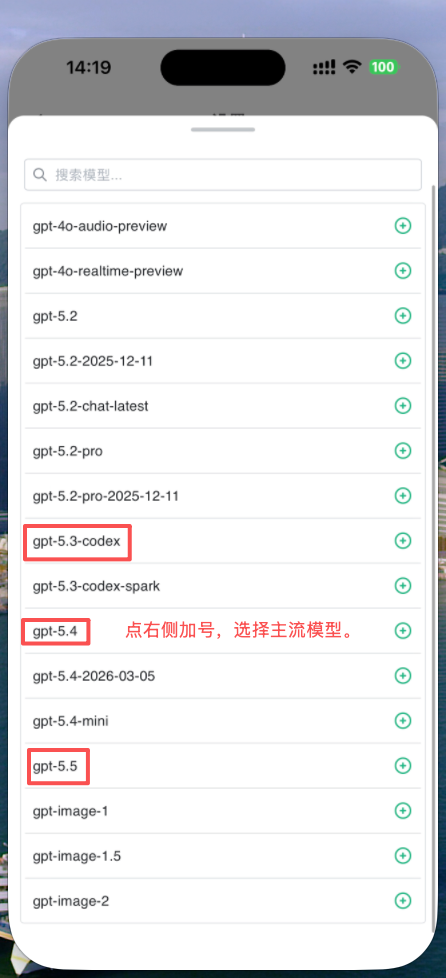 14:19
100
搜索模型...
gpt-4o-audio-preview
gpt-4o-realtime-preview
gpt-5.2
gpt-5.2-2025-12-11
gpt-5.2-chat-latest
gpt-5.2-pro
gpt-5.2-pro-2025-12-11
gpt-5.3-codex
gpt-5.3-codex-spark
gpt-5.4 点右侧加号，选择主流模型。
gpt-5.4-2026-03-05
gpt-5.4-mini
gpt-5.5
gpt-image-1
gpt-image-1.5
gpt-image-2